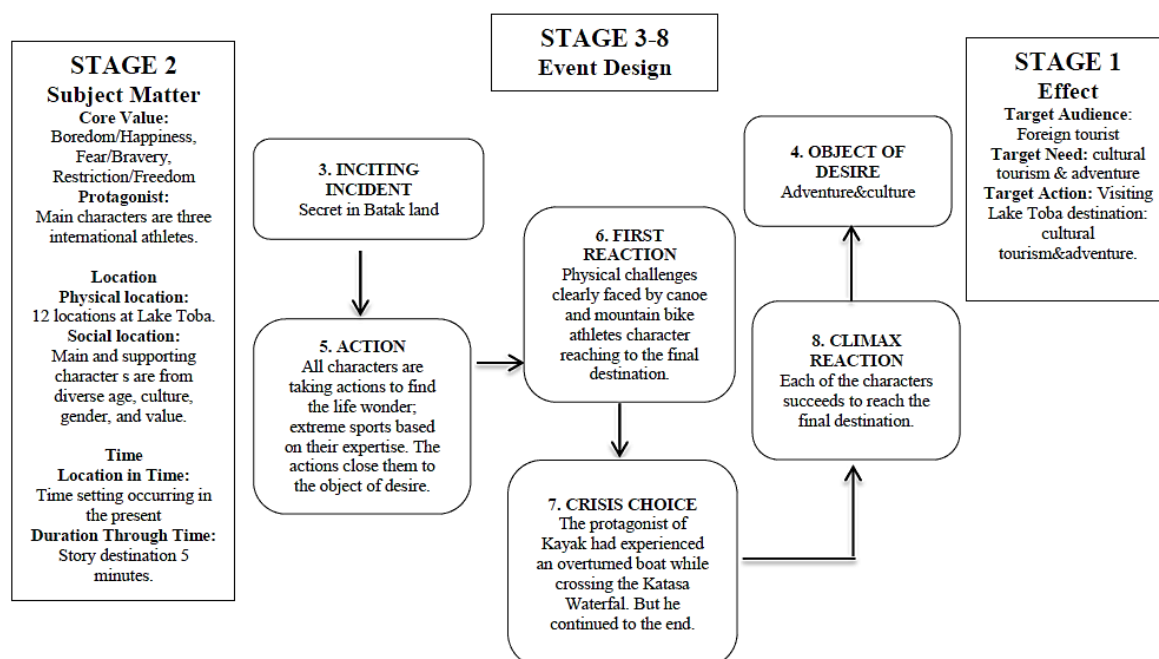 STAGE 2
Subject Matter
Core Value:
Boredom/Happiness,
Fear/Bravery,
Restriction/Freedom
Protagonist:
Main characters are three
international athletes.
Location
Physical location:
12 locations at Lake Toba.
Social location:
Main and supporting
character s are from
diverse age, culture,
gender, and value.
Time
Location in Time:
Time setting occurring in
the present
Duration Through Time:
Story destination 5
minutes.
STAGE 3-8
Event Design
3. INCITING
INCIDENT
Secret in Batak land
5. ACTION
All characters are
taking actions to find
the life wonder;
extreme sports based
on their expertise. The
actions close them to
the object of desire.
6. FIRST
REACTION
Physical challenges
clearly faced by canoe
and mountain bike
athletes character
reaching to the final
destination.
7. CRISIS CHOICE
The protagonist of
Kayak had experienced
an overturned boat while
crossing the Katasa
Waterfal. But he
continued to the end.
4. OBJECT OF
DESIRE
Adventure&culture
8. CLIMAX
REACTION
Each of the characters
succeeds to reach the
final destination.
STAGE 1
Effect
Target Audience:
Foreign tourist
Target Need: cultural
tourism & adventure
Target Action: Visiting
Lake Toba destination:
cultural
tourism&adventure.